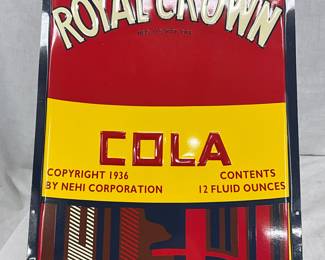 ROYAL CROWN
COLA
COPYRIGHT 1936
BY NEHI CORPORATION
CONTENTS
12 FLUID OUNCES